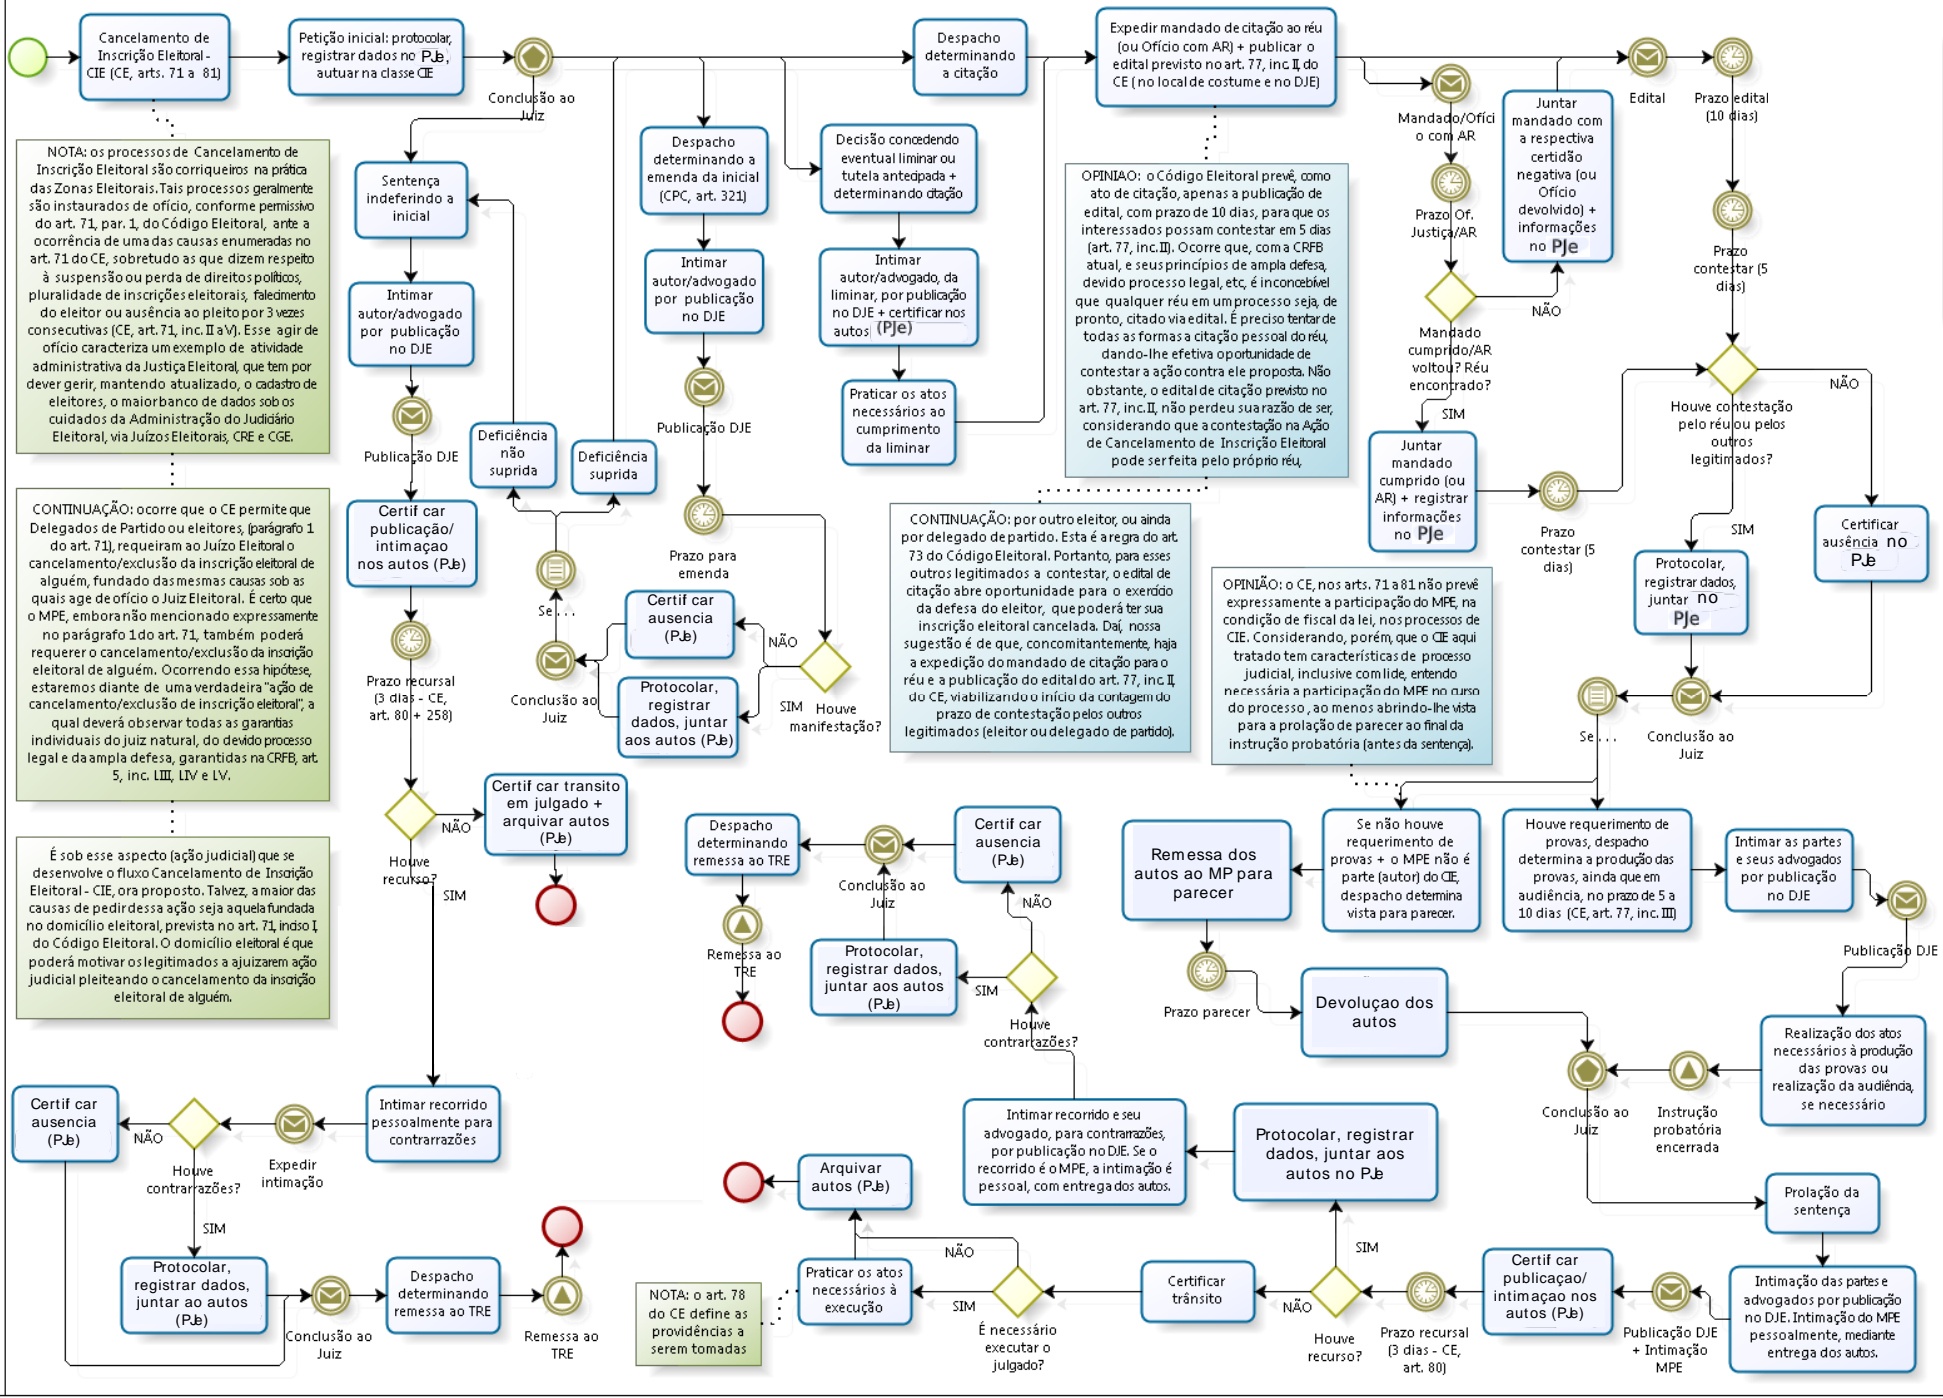 Cancelamento de
Inscrição Eleitoral-
CIE (CE, arts. 71 a 81)
Petição inicial: protocolar,
registrar dados no PJe,
autuar na classe CIE
Conclusão ao
Juiz
Despacho
determinando
a citação
Expedir mandado de citação ao réu
(ou Ofício com AR) + publicar o
edital previsto no art. 77, inc. II, do
CE (no local de costume e no DJE)
Mandado/Ofíci
o com AR
Juntar
mandado com
a respectiva
certidão
negativa (ou
Ofício
devolvido) +
informações
no PJe
Edital
Prazo edital
(10 dias)
NOTA: os processos de Cancelamento de
Inscrição Eleitoral são corriqueiros na prática
das Zonas Eleitorais. Tais processos geralmente
são instaurados de ofício, conforme permissivo
do art. 71, par. 1, do Código Eleitoral, ante a
ocorrência de uma das causas enumeradas no
art. 71 do CE, sobretudo as que dizem respeito
à suspensão ou perda de direitos políticos,
pluralidade de inscrições eleitorais, falecimento
do eleitor ou ausência ao pleito por 3 vezes
consecutivas (CE, art. 71, inc. II a V). Esse agir de
ofício caracteriza um exemplo de atividade
administrativa da Justiça Eleitoral, que tem por
dever gerir, mantendo atualizado, o cadastro de
eleitores, o maior banco de dados sob os
cuidados da Administração do Judiciário
Eleitoral, via Juízos Eleitorais, CRE e CGE.
Sentença
indeferindo a
inicial
Intimar
autor/advogado
por publicação
no DJE
Publicação DJE
Certif car
publicação/
intimaçao
nos autos (PJe)
Prazo recursal
(3 dias - CE,
art. 80 + 258)
Houve
recurso?
NÃO
SIM
Certif car transito
em julgado +
arquivar autos
(PJe)
Deficiência
não
suprida
Deficiência
suprida
Se...
Conclusão ao
Juiz
Despacho
determinando a
emenda da inicial
(CPC, art. 321)
Intimar
autor/advogado
por publicação
no DJE
Publicação DJE
Prazo para
emenda
Certif car
ausencia
(PJe)
NÃO
Protocolar,
registrar
dados, juntar
aos autos (PJe)
SIM
Houve
manifestação?
Decisão concedendo
eventual liminar ou
tutela antecipada +
determinando citação
Intimar
autor/advogado, da
liminar, por publicação
no DJE + certificar nos
autos (PJe)
Praticar os atos
necessários ao
cumprimento
da liminar
OPINIAO: o Código Eleitoral prevê, como
ato de citação, apenas a publicação de
edital, com prazo de 10 dias, para que os
interessados possam contestar em 5 dias
(art. 77, inc. II). Ocorre que, com a CRFB
atual, e seus princípios de ampla defesa,
devido processo legal, etc, é inconcebível
que qualquer réu em um processo seja, de
pronto, citado via edital. É preciso tentar de
todas as formas a citação pessoal do réu,
dando-lhe efetiva oportunidade de
contestar a ação contra ele proposta. Não
obstante, o edital de citação previsto no
art. 77, inc. II, não perdeu sua razão de ser,
considerando que a contestação na Ação
de Cancelamento de Inscrição Eleitoral
pode ser feita pelo próprio réu,
Prazo Of.
Justiça/AR
NÃO
Mandado
cumprido/AR
voltou? Réu
encontrado?
SIM
Juntar
mandado
cumprido (ou
AR) + registrar
informações
no PJe
Prazo
contestar (5
dias)
Prazo
contestar (5
dias)
Houve contestação
pelo réu ou pelos
outros
legitimados?
NÃO
SIM
Certificar
ausência no
PJe
Protocolar,
registrar dados,
juntar no
PJe
Conclusão ao
Juiz
Se...
CONTINUAÇÃO: ocorre que o CE permite que
Delegados de Partido ou eleitores, (parágrafo 1
do art. 71), requeiram ao Juízo Eleitoral o
cancelamento/exclusão da inscrição eleitoral de
alguém, fundado das mesmas causas sob as
quais age de ofício o Juiz Eleitoral. É certo que
o MPE, embora não mencionado expressamente
no parágrafo 1 do art. 71, também poderá
requerer o cancelamento/exclusão da inscrição
eleitoral de alguém. Ocorrendo essa hipótese,
estaremos diante de uma verdadeira "ação de
cancelamento/exclusão de inscrição eleitoral", a
qual deverá observar todas as garantias
individuais do juiz natural, do devido processo
legal e da ampla defesa, garantidas na CRFB, art.
5, inc. LIII, LIV e LV.
CONTINUAÇÃO: por outro eleitor, ou ainda
por delegado de partido. Esta é a regra do art.
73 do Código Eleitoral. Portanto, para esses
outros legitimados a contestar, o edital de
citação abre oportunidade para o exercício
da defesa do eleitor, que poderá ter sua
inscrição eleitoral cancelada. Daí, nossa
sugestão é de que, concomitantemente, haja
a expedição do mandado de citação para o
réu e a publicação do edital do art. 77, inc. II,
do CE, viabilizando o início da contagem do
prazo de contestação pelos outros
legitimados (eleitor ou delegado de partido).
OPINIÃO: o CE, nos arts. 71 a 81 não prevê
expressamente a participação do MPE, na
condição de fiscal da lei, nos processos de
CIE. Considerando, porém, que o CIE aqui
tratado tem características de processo
judicial, inclusive com lide, entendo
necessária a participação do MPE no curso
do processo, ao menos abrindo-lhe vista
para a prolação de parecer ao final da
instrução probatória (antes da sentença).
É sob esse aspecto (ação judicial) que se
desenvolve o fluxo Cancelamento de Inscrição
Eleitoral - CIE, ora proposto. Talvez, a maior das
causas de pedir dessa ação seja aquela fundada
no domicílio eleitoral, prevista no art. 71, inciso I,
do Código Eleitoral. O domicílio eleitoral é que
poderá motivar os legitimados a ajuizarem ação
judicial pleiteando o cancelamento da inscrição
eleitoral de alguém.
Despacho
determinando
remessa ao TRE
Remessa ao
TRE
Conclusão ao
Juiz
Certif car
ausencia
(PJe)
NÃO
Protocolar,
registrar dados,
juntar aos autos
(PJe)
SIM
Houve
contrarrazões?
Remessa dos
autos ao MP para
parecer
Prazo parecer
Devoluçao dos
autos
Se não houve
requerimento de
provas + o MPE não é
parte (autor) do CIE,
despacho determina
vista para parecer.
Houve requerimento de
provas, despacho
determina a produção das
provas, ainda que em
audiência, no prazo de 5 a
10 dias (CE, art. 77, inc. III)
Intimar as partes
e seus advogados
por publicação
no DJE
Publicação DJE
Realização dos atos
necessários à produção
das provas ou
realização da audiência,
se necessário
Instrução
probatória
encerrada
Conclusão ao
Juiz
Prolação da
sentença
Intimação das partes e
advogados por publicação
no DJE. Intimação do MPE
pessoalmente, mediante
entrega dos autos.
Publicação DJE
+ Intimação
MPE
Certif car
publicaçao/
intimaçao nos
autos (PJe)
Prazo recursal
(3 dias - CE,
art. 80)
Houve
recurso?
SIM
NÃO
Protocolar, registrar
dados, juntar aos
autos no PJe
Intimar recorrido e seu
advogado, para contrarrazões,
por publicação no DJE. Se o
recorrido é o MPE, a intimação é
pessoal, com entrega dos autos.
Certificar
trânsito
É necessário
executar o
julgado?
NÃO
SIM
Arquivar
autos (PJe)
Praticar os atos
necessários à
execução
NOTA: o art. 78
do CE define as
providências a
serem tomadas
Intimar recorrido
pessoalmente para
contrarrazões
Expedir
intimação
Houve
contrarrazões?
NÃO
SIM
Certif car
ausencia
(PJe)
Protocolar,
registrar dados,
juntar ao autos
(PJe)
Conclusão ao
Juiz
Despacho
determinando
remessa ao TRE
Remessa ao
TRE